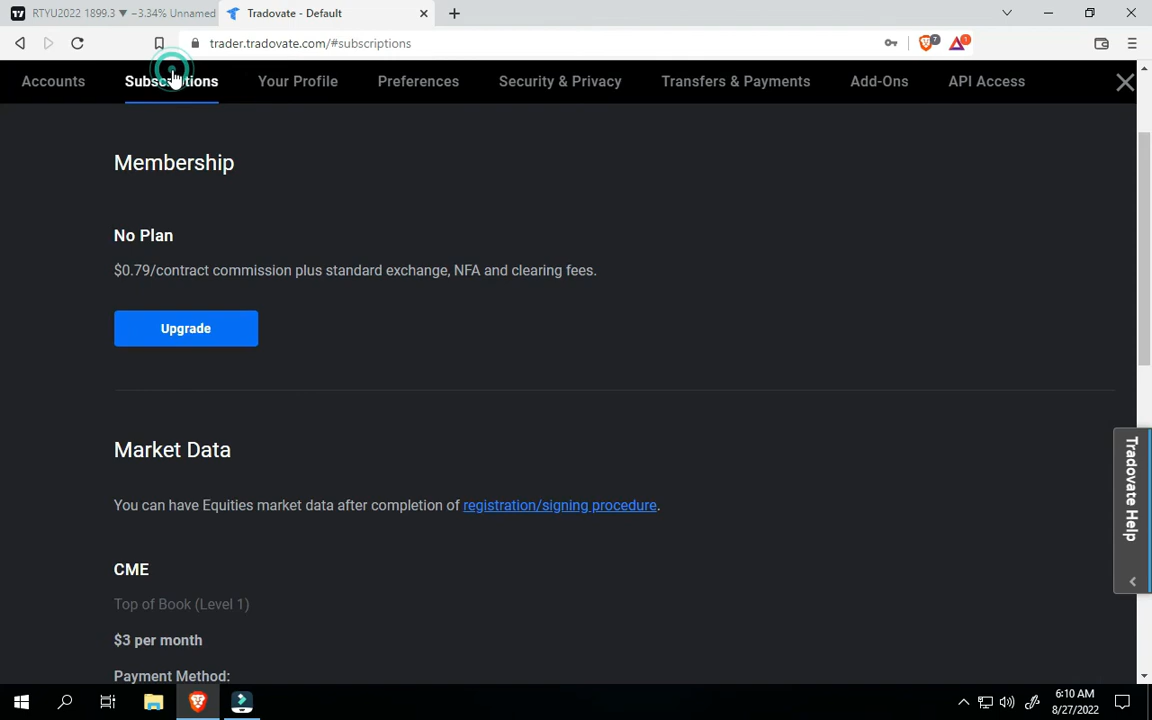 RTYU2022 1899.3 ▼ −3.34% Unnamed
Tradovate - Default
trader.tradovate.com/#subscriptions
7
1
Accounts
Subscriptions
Your Profile
Preferences
Security & Privacy
Transfers & Payments
Add-Ons
API Access
Membership
No Plan
$0.79/contract commission plus standard exchange, NFA and clearing fees.
Upgrade
Market Data
You can have Equities market data after completion of registration/signing procedure.
CME
Top of Book (Level 1)
$3 per month
Payment Method:
Tradovate Help
6:10 AM
8/27/2022